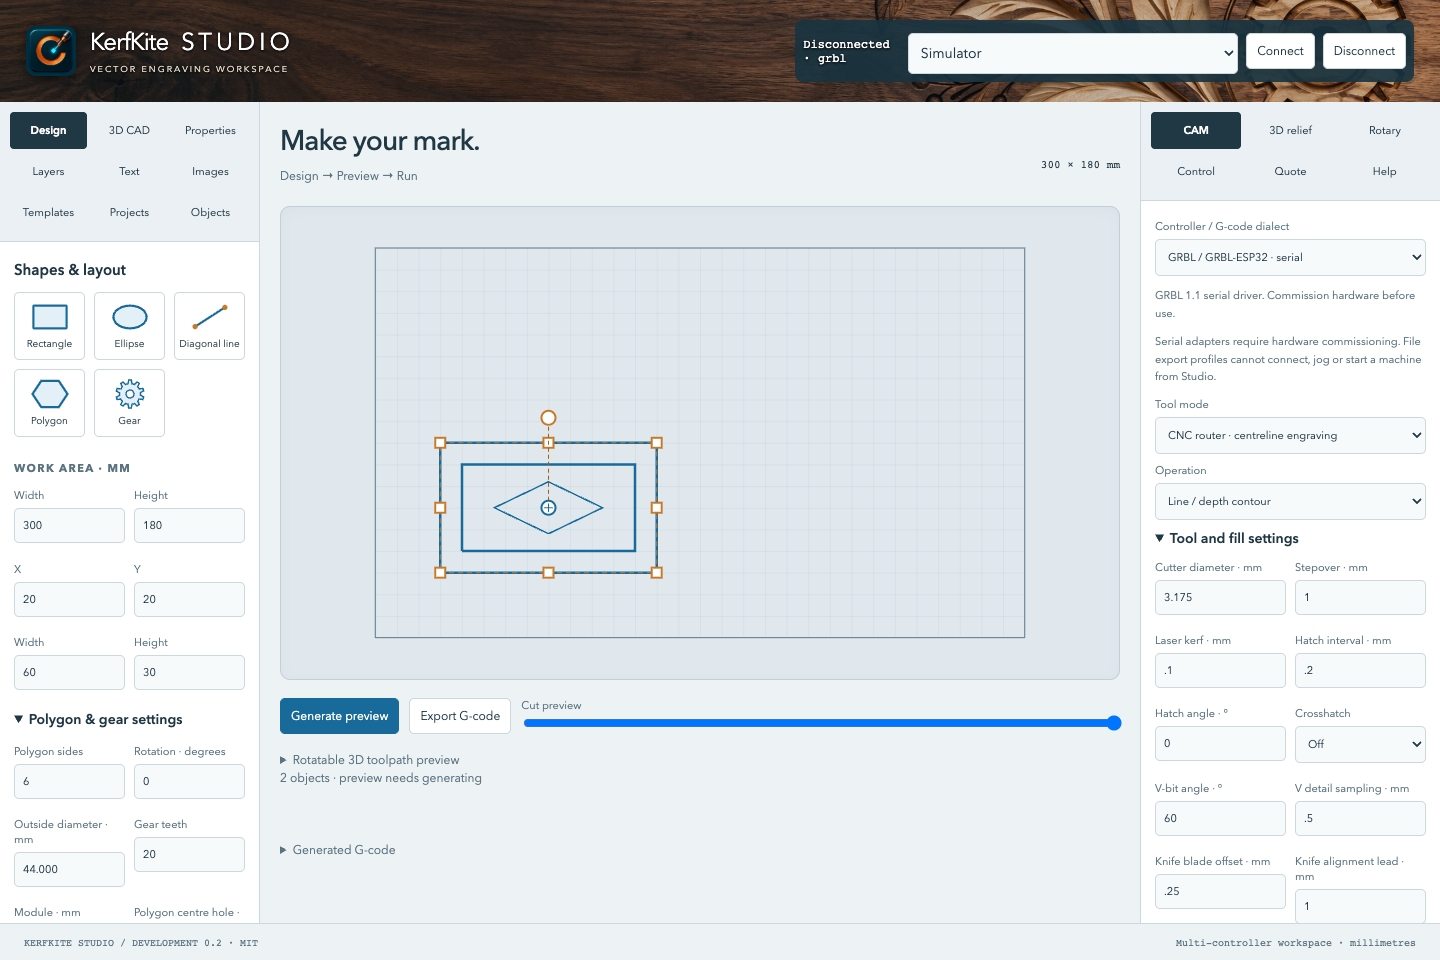 KerfKite STUDIO
VECTOR ENGRAVING WORKSPACE
Disconnected
· grbl
Simulator
Connect
Disconnect
Design
3D CAD
Properties
Layers
Text
Images
Templates
Projects
Objects
Shapes & layout
Rectangle
Ellipse
Diagonal line
Polygon
Gear
WORK AREA · MM
Width
Height
300
180
X
Y
20
20
Width
Height
60
30
▼ Polygon & gear settings
Polygon sides
Rotation · degrees
6
0
Outside diameter ·
mm
Gear teeth
44.000
20
Module · mm
Polygon centre hole ·
Make your mark.
Design → Preview → Run
300 × 180 mm
Generate preview
Export G-code
Cut preview
▶ Rotatable 3D toolpath preview
2 objects · preview needs generating
▶ Generated G-code
CAM
3D relief
Rotary
Control
Quote
Help
Controller / G-code dialect
GRBL / GRBL-ESP32 · serial
GRBL 1.1 serial driver. Commission hardware before
use.
Serial adapters require hardware commissioning. File
export profiles cannot connect, jog or start a machine
from Studio.
Tool mode
CNC router · centreline engraving
Operation
Line / depth contour
▼ Tool and fill settings
Cutter diameter · mm
Stepover · mm
3.175
1
Laser kerf · mm
Hatch interval · mm
.1
.2
Hatch angle · °
Crosshatch
0
Off
V-bit angle · °
V detail sampling · mm
60
.5
Knife blade offset · mm
Knife alignment lead ·
mm
.25
1
KERFKITE STUDIO / DEVELOPMENT 0.2 · MIT
Multi-controller workspace · millimetres